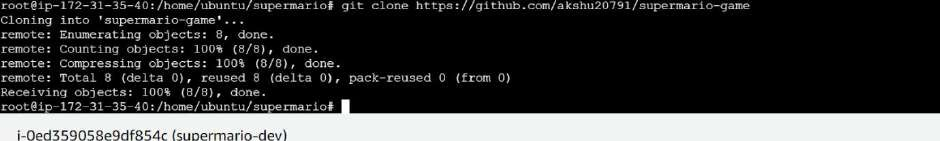 root@ip-172-31-35-40:/home/ubuntu/supermario# git clone https://github.com/akshu20791/supermario-game
Cloning into 'supermario-game'...
remote: Enumerating objects: 8, done.
remote: Counting objects: 100% (8/8), done.
remote: Compressing objects: 100% (8/8), done.
remote: Total 8 (delta 0), reused 8 (delta 0), pack-reused 0 (from 0)
Receiving objects: 100% (8/8), done.
root@ip-172-31-35-40:/home/ubuntu/supermario#
i-0ed359058e9df854c (supermario-dev)